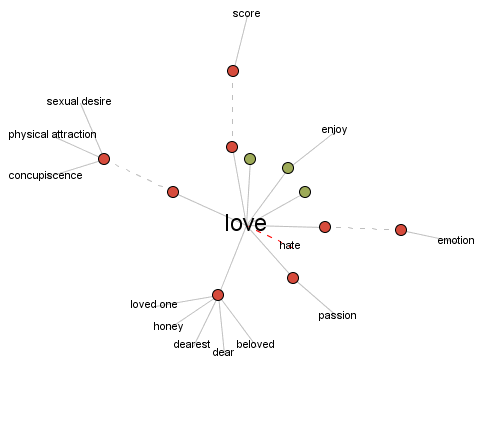 score
sexual desire
enjoy
physical attraction
concupiscence
love
emotion
hate
loved one
passion
honey
dearest
beloved
dear